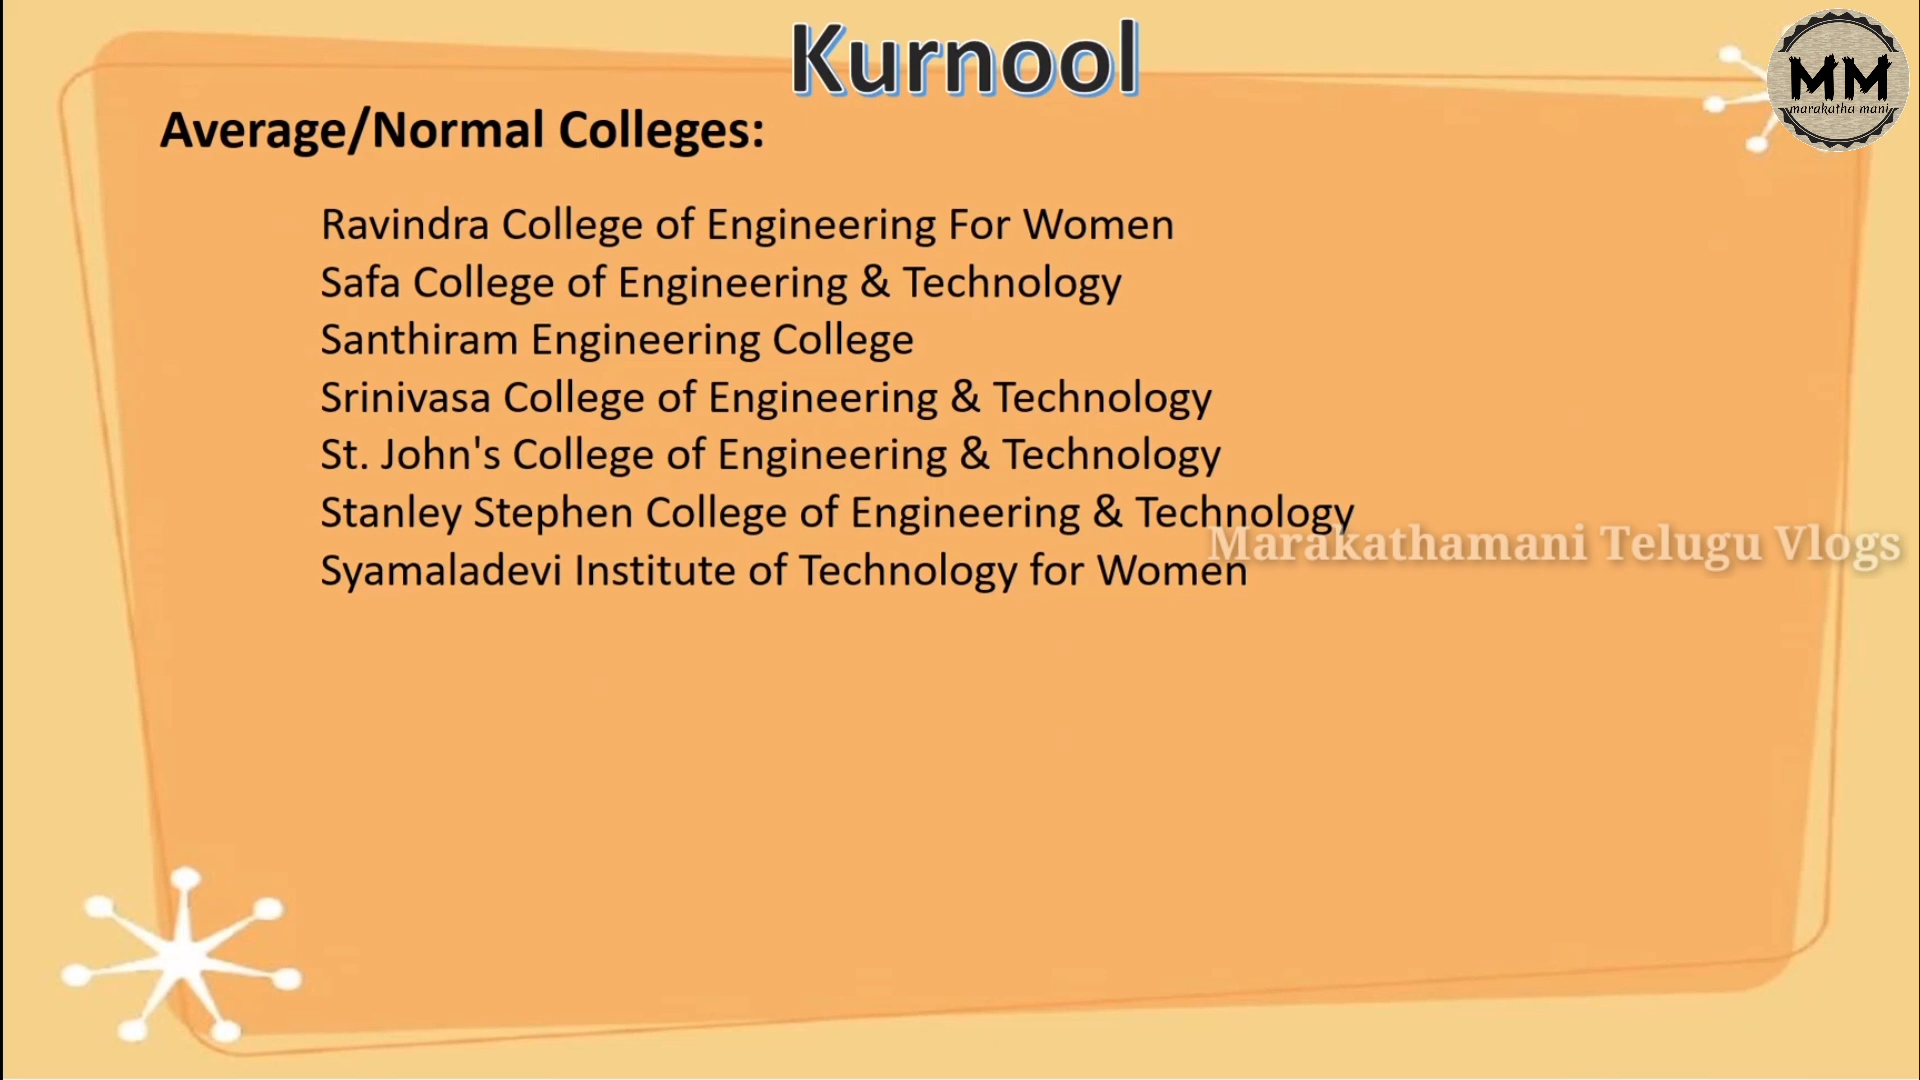 Kurnool
MM
marakatha mani
Average/Normal Colleges:
Ravindra College of Engineering For Women
Safa College of Engineering & Technology
Santhiram Engineering College
Srinivasa College of Engineering & Technology
St. John's College of Engineering & Technology
Stanley Stephen College of Engineering & Technology
Marakathamani Telugu Vlogs
Syamaladevi Institute of Technology for Women